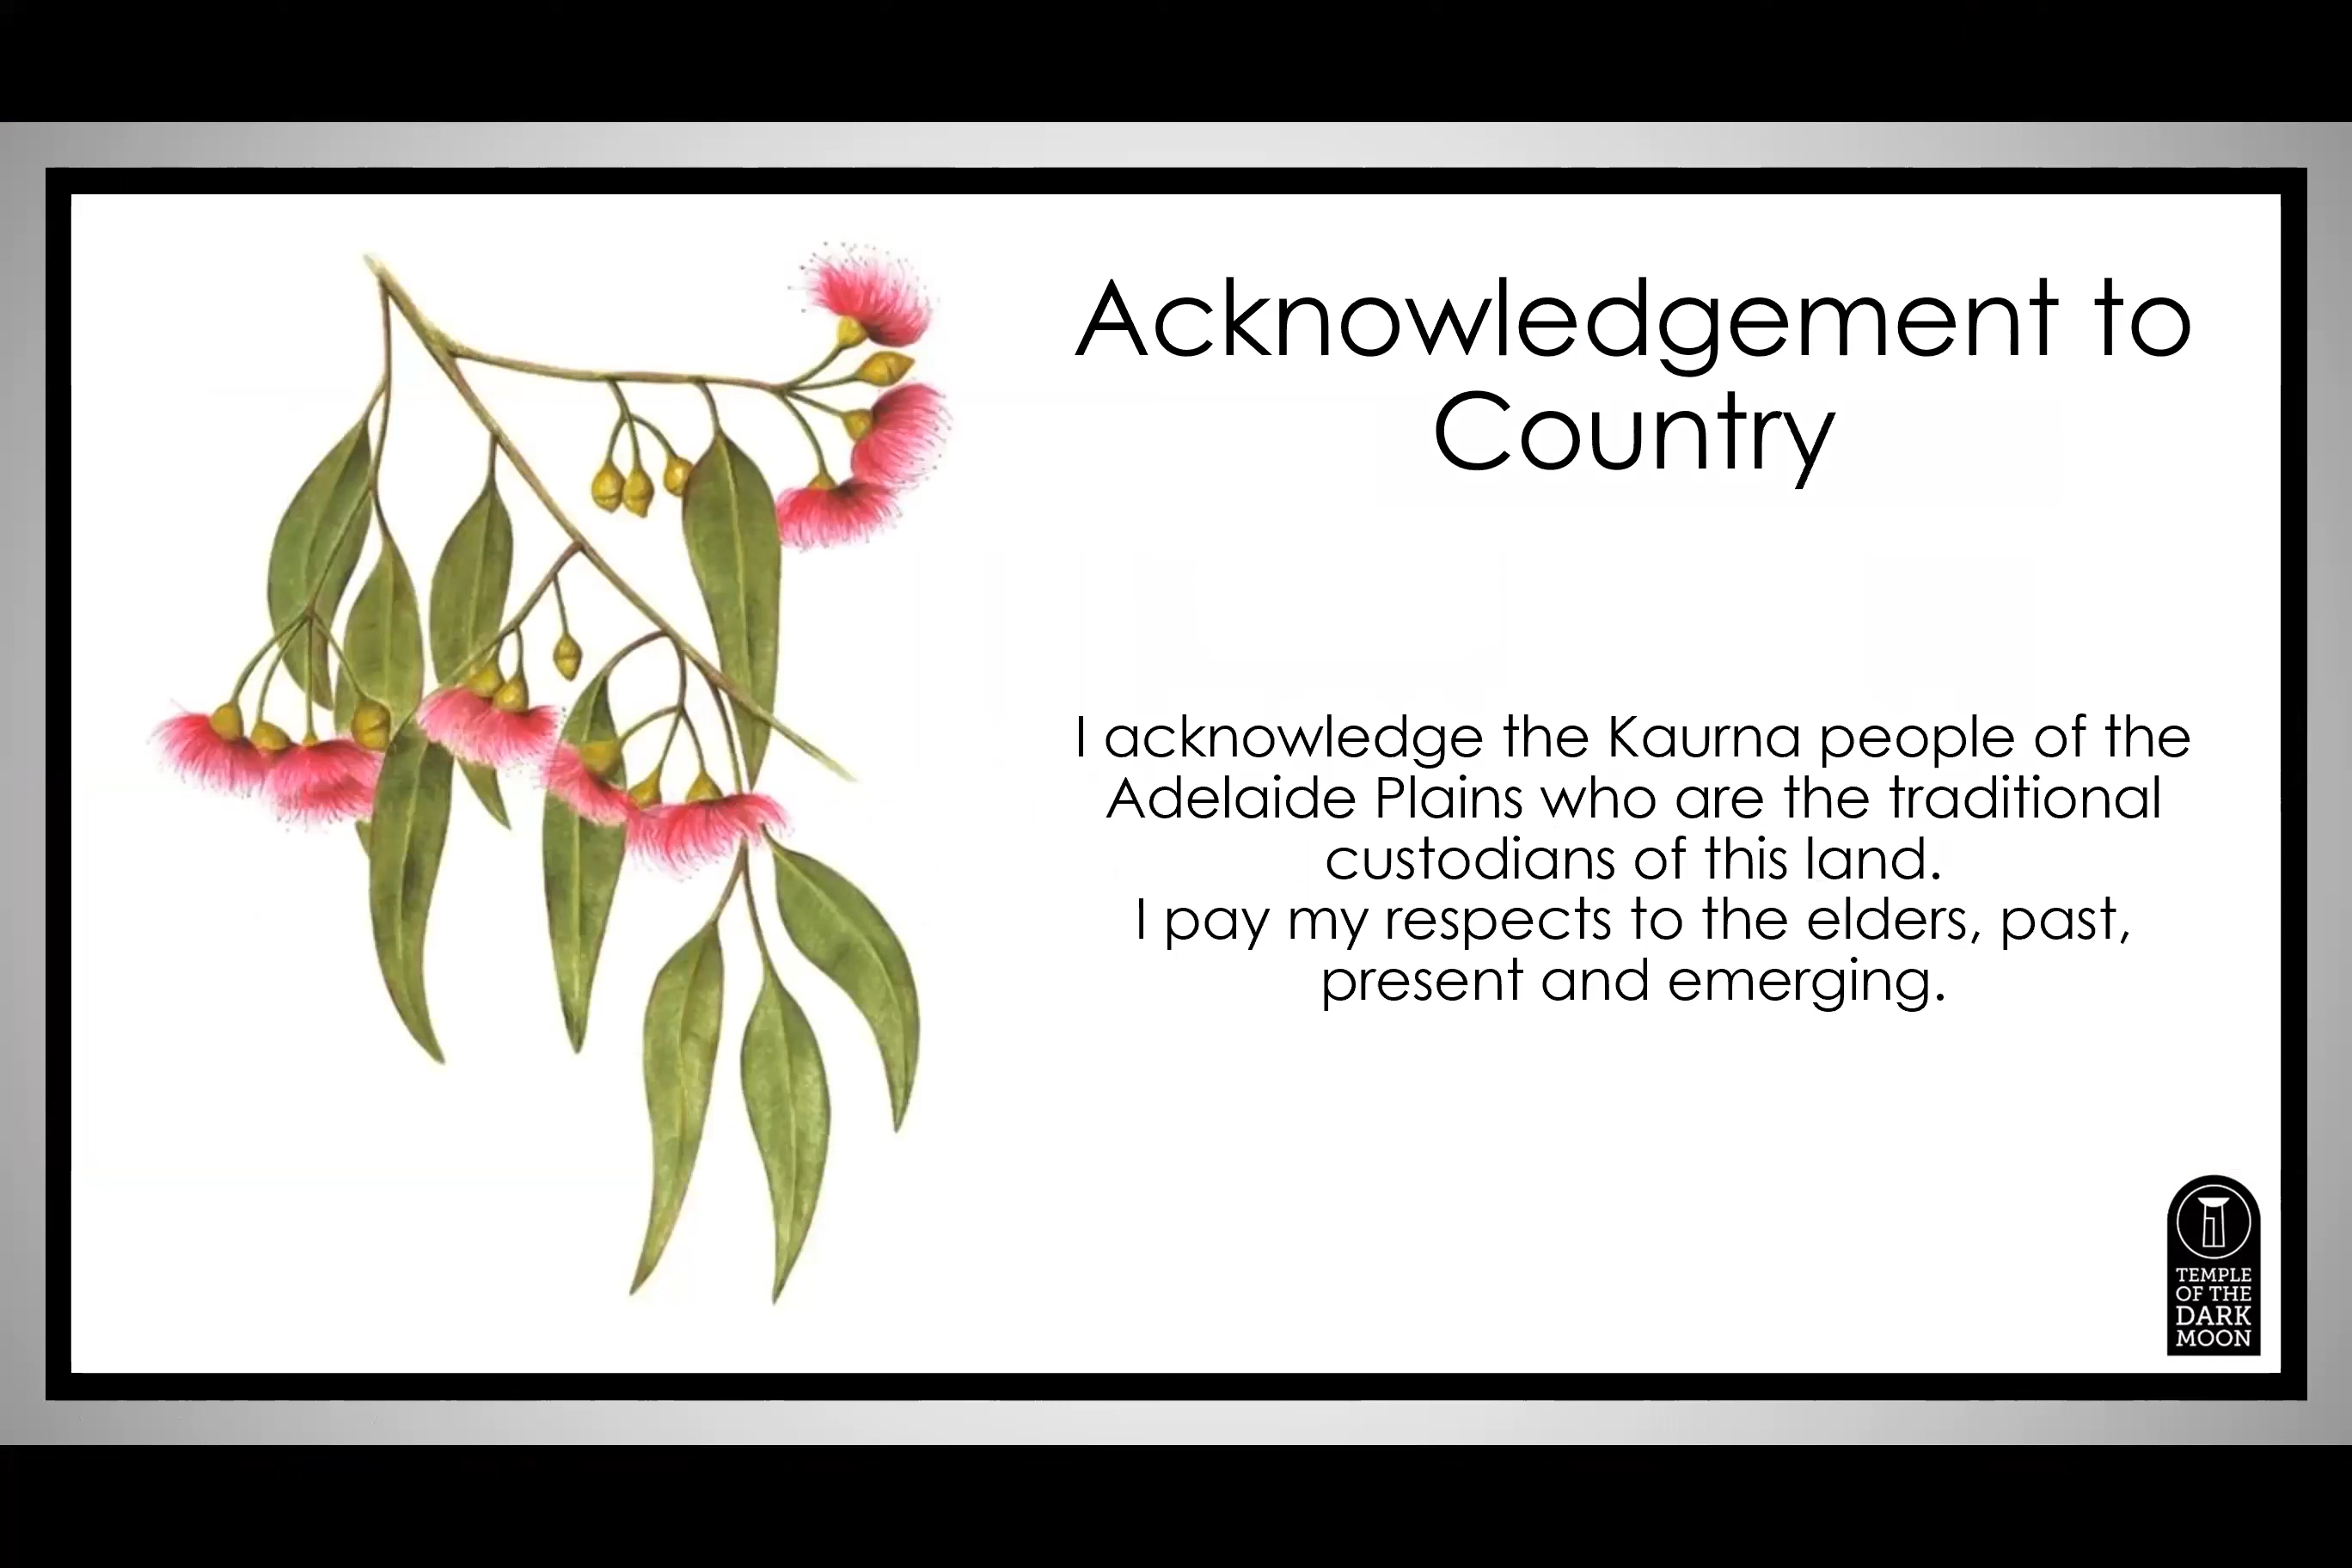 Acknowledgement to
Country
I acknowledge the Kaurna people of the
Adelaide Plains who are the traditional
custodians of this land.
I pay my respects to the elders, past,
present and emerging.
TEMPLE
OF THE
DARK
MOON